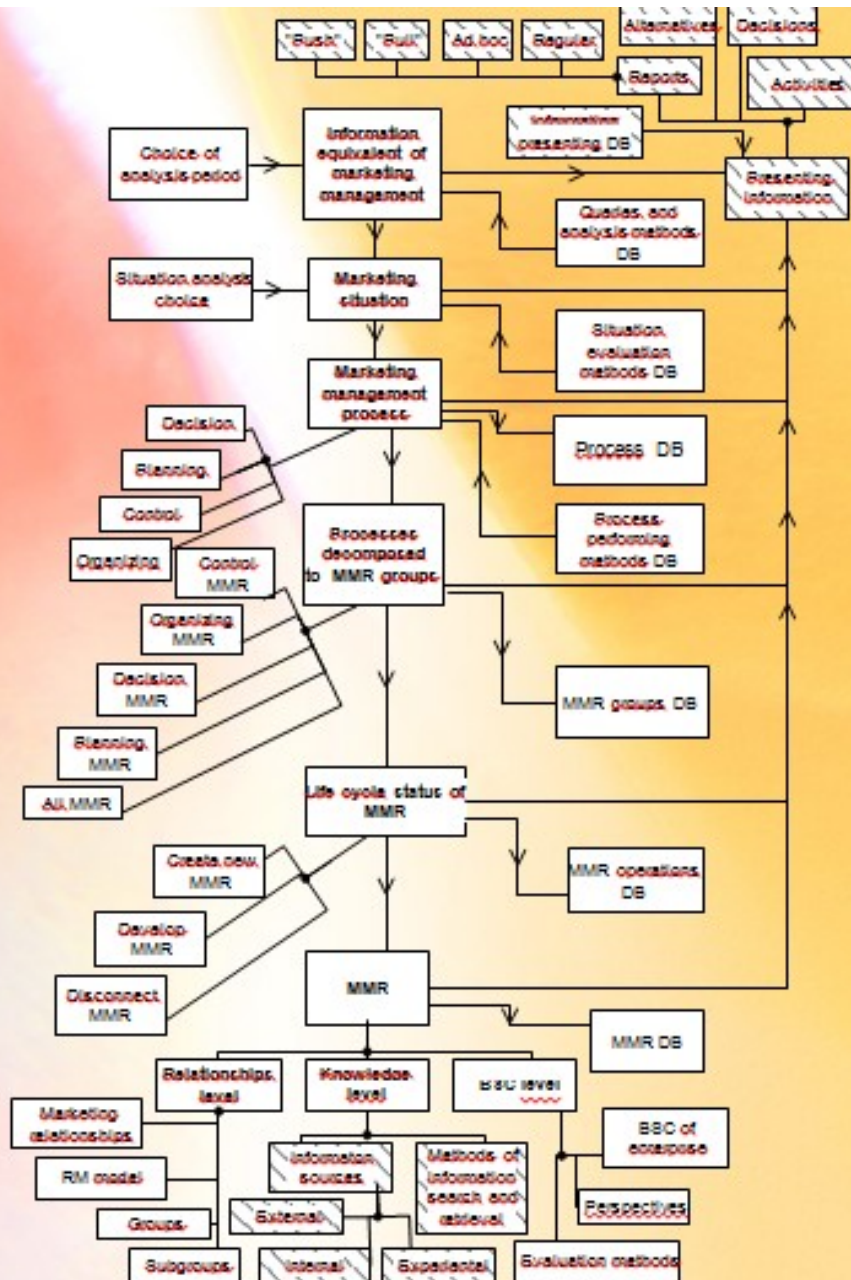 "Push"
"Pull"
Ad hoc
Regular
Alternatives
Decisions
Reports
Activities
Information
presenting DB
Presenting
information
Choice of
analysis period
Information
equivalent of
marketing
management
Queries and
analysis methods
DB
Situation analysis
choice
Marketing
situation
Situation
evaluation
methods DB
Marketing
management
process
Decision
Planning
Control
Organizing
Process DB
Process
performing
methods DB
Processes
decomposed
to MMR groups
Control
MMR
Organizing
MMR
Decision
MMR
Planning
MMR
All MMR
MMR groups DB
Life cycle status of
MMR
Create new
MMR
Develop
MMR
Disconnect
MMR
MMR operations
DB
MMR
MMR DB
Relationships
level
Knowledge
level
BSC level
Marketing
relationships
RM model
Groups
Subgroups
Informaton
sources
Methods of
information
search and
retrieval
External
Internal
Experiental
BSC of
enterprise
Perspectives
Evaluation methods